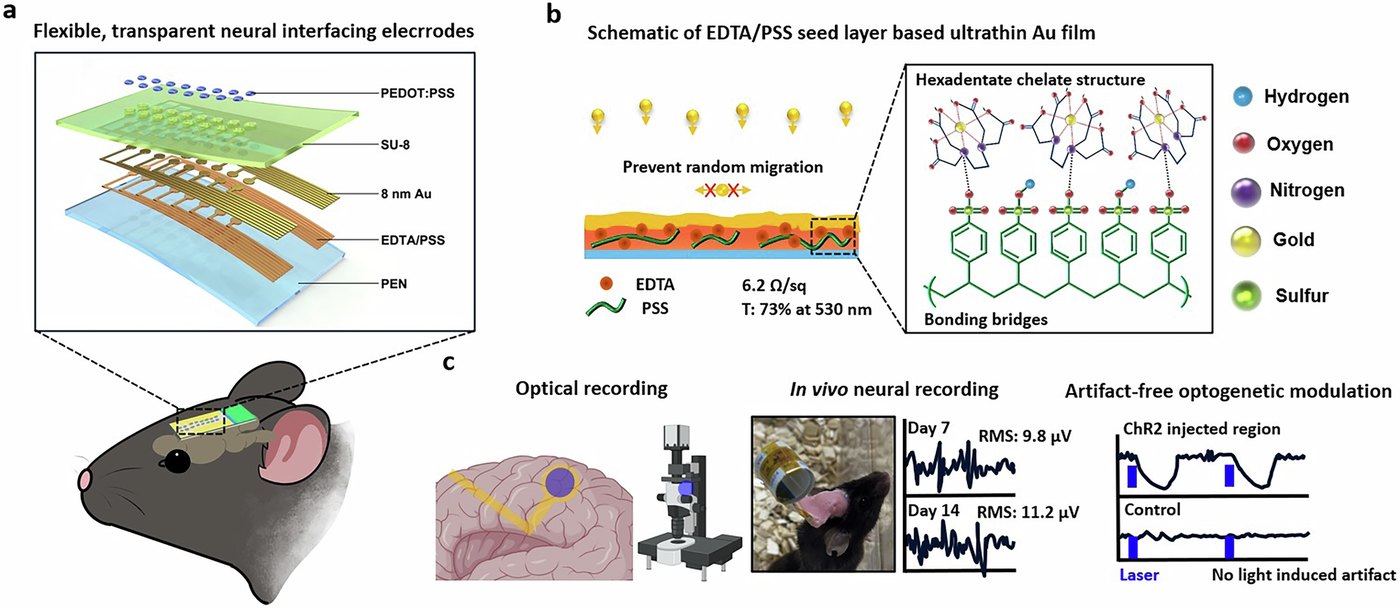 a
Flexible, transparent neural interfacing elecrrodes
PEDOT:PSS
SU-8
8 nm Au
EDTA/PSS
PEN
b
Schematic of EDTA/PSS seed layer based ultrathin Au film
Prevent random migration
EDTA
6.2 Ω/sq
PSS
T: 73% at 530 nm
Hexadentate chelate structure
Bonding bridges
Hydrogen
Oxygen
Nitrogen
Gold
Sulfur
c
Optical recording
In vivo neural recording
Day 7
RMS: 9.8 μV
Day 14
RMS: 11.2 μV
Artifact-free optogenetic modulation
ChR2 injected region
Control
Laser
No light induced artifact